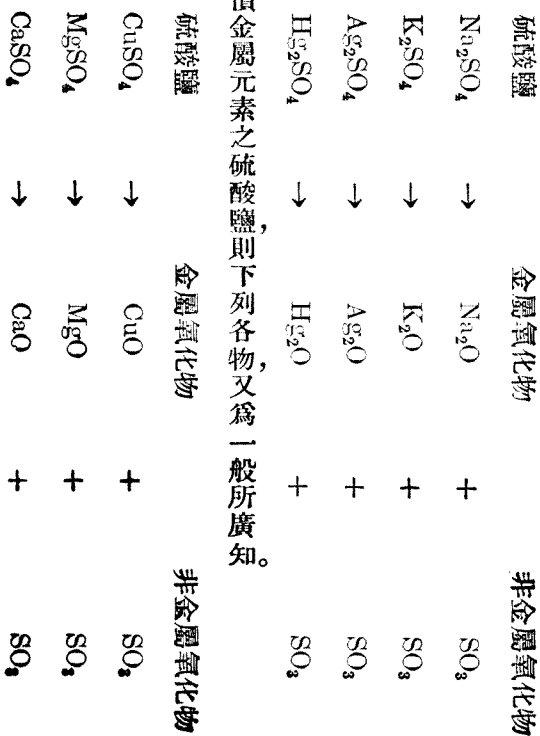 硫酸鹽 金屬氧化物 非金屬氧化物
Na₂SO₄ → Na₂O + SO₃
K₂SO₄ → K₂O + SO₃
Ag₂SO₄ → Ag₂O + SO₃
Hg₂SO₄ → Hg₂O + SO₃
金屬元素之硫酸鹽,則下列各物,又爲一般所廣知。
硫酸鹽 金屬氧化物 非金屬氧化物
CuSO₄ → CuO + SO₃
MgSO₄ → MgO + SO₃
CaSO₄ → CaO + SO₃